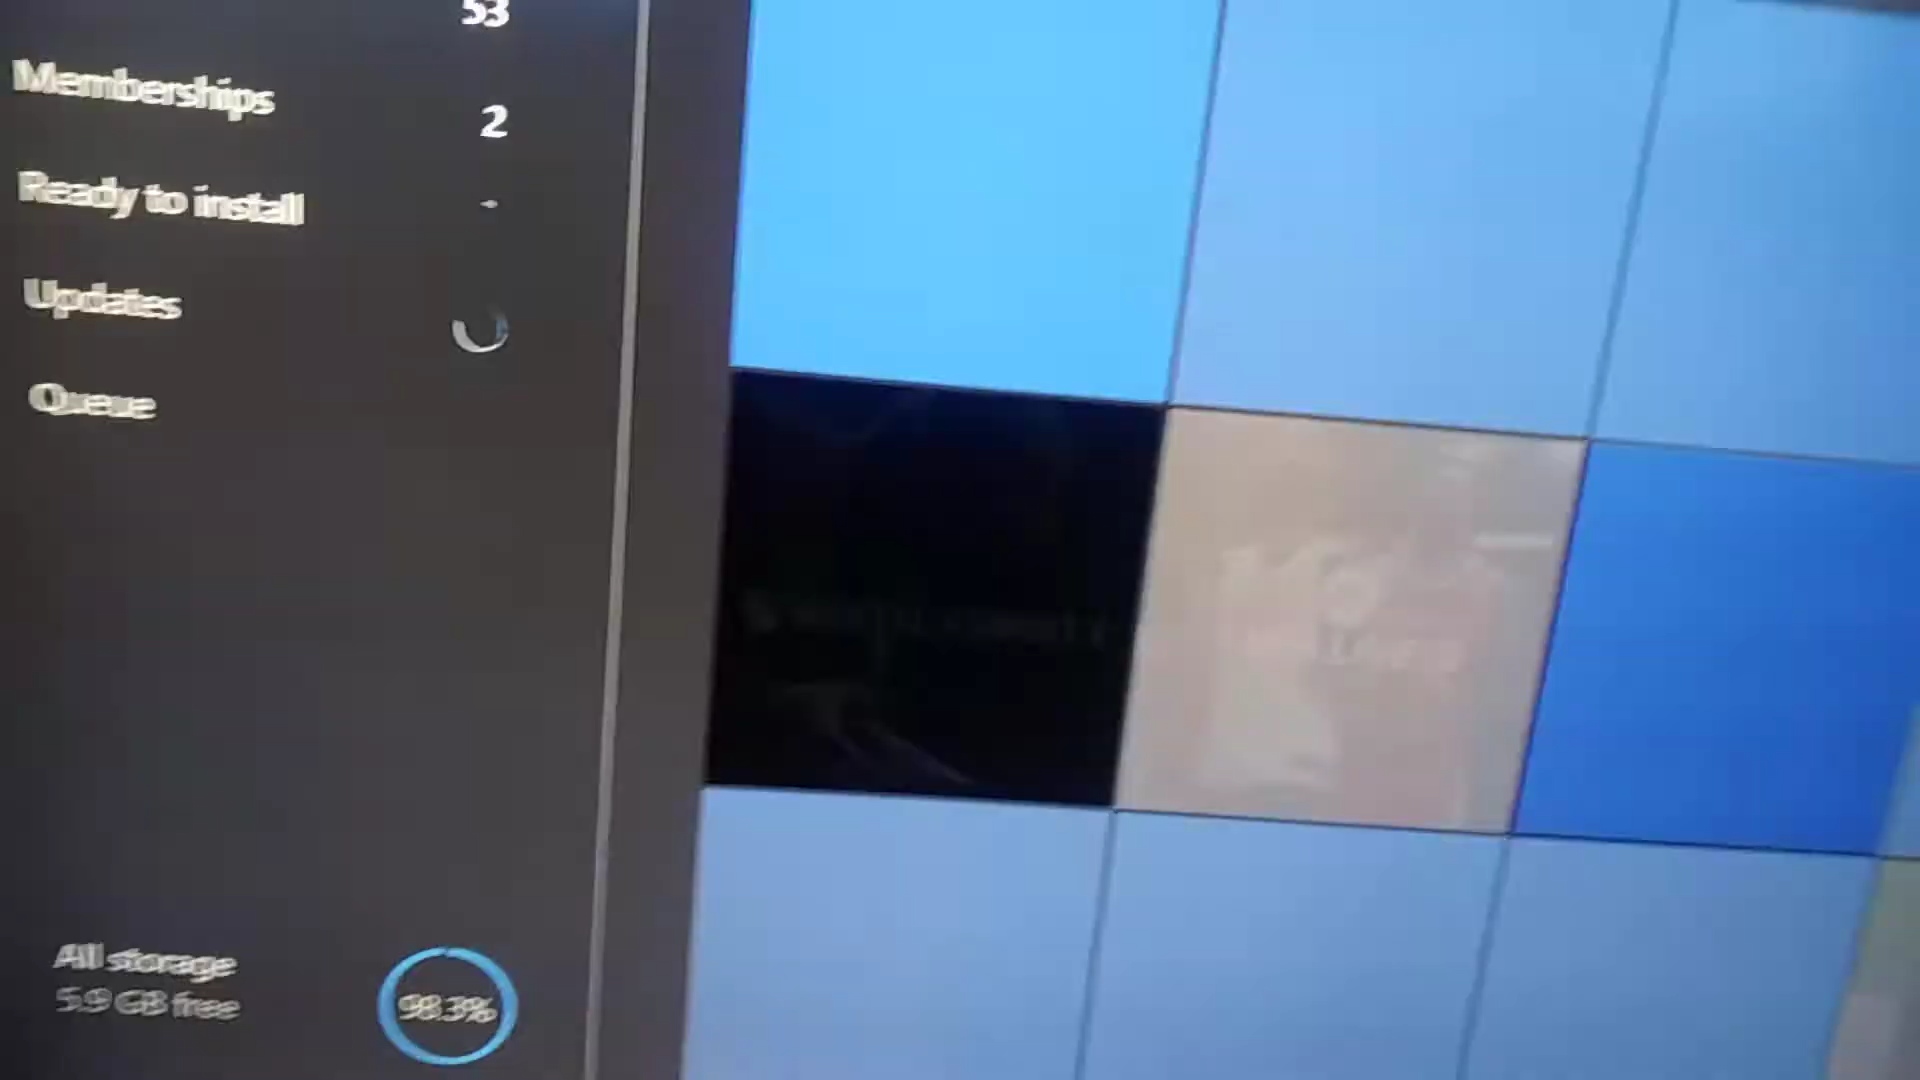 53
Memberships
2
Ready to install
Updates
Queue
All storage
5.9 GB free
98.3%